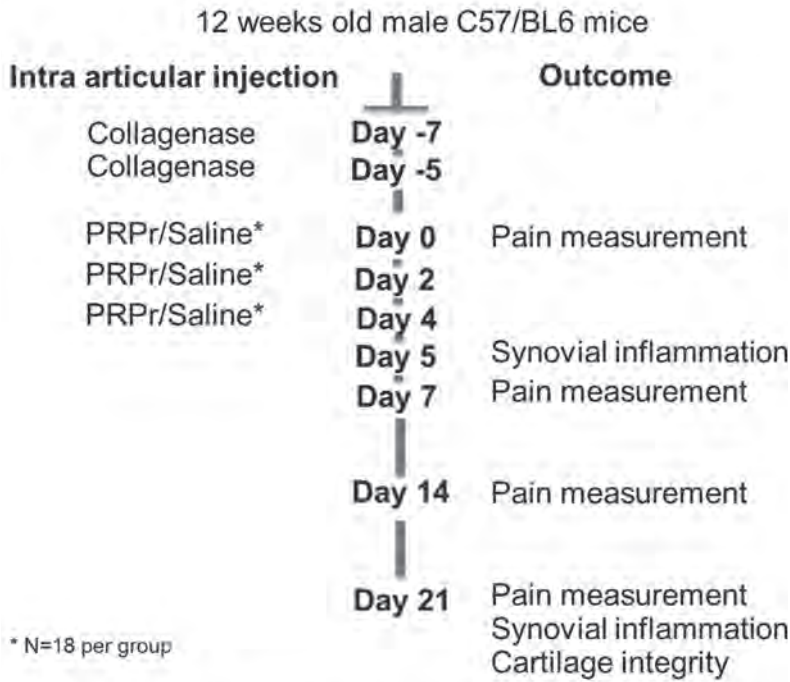 12 weeks old male C57/BL6 mice
Intra articular injection Outcome
Collagenase Day -7
Collagenase Day -5
PRPr/Saline* Day 0 Pain measurement
PRPr/Saline* Day 2
PRPr/Saline* Day 4
Day 5 Synovial inflammation
Day 7 Pain measurement
Day 14 Pain measurement
Day 21 Pain measurement
Synovial inflammation
* N=18 per group
Cartilage integrity